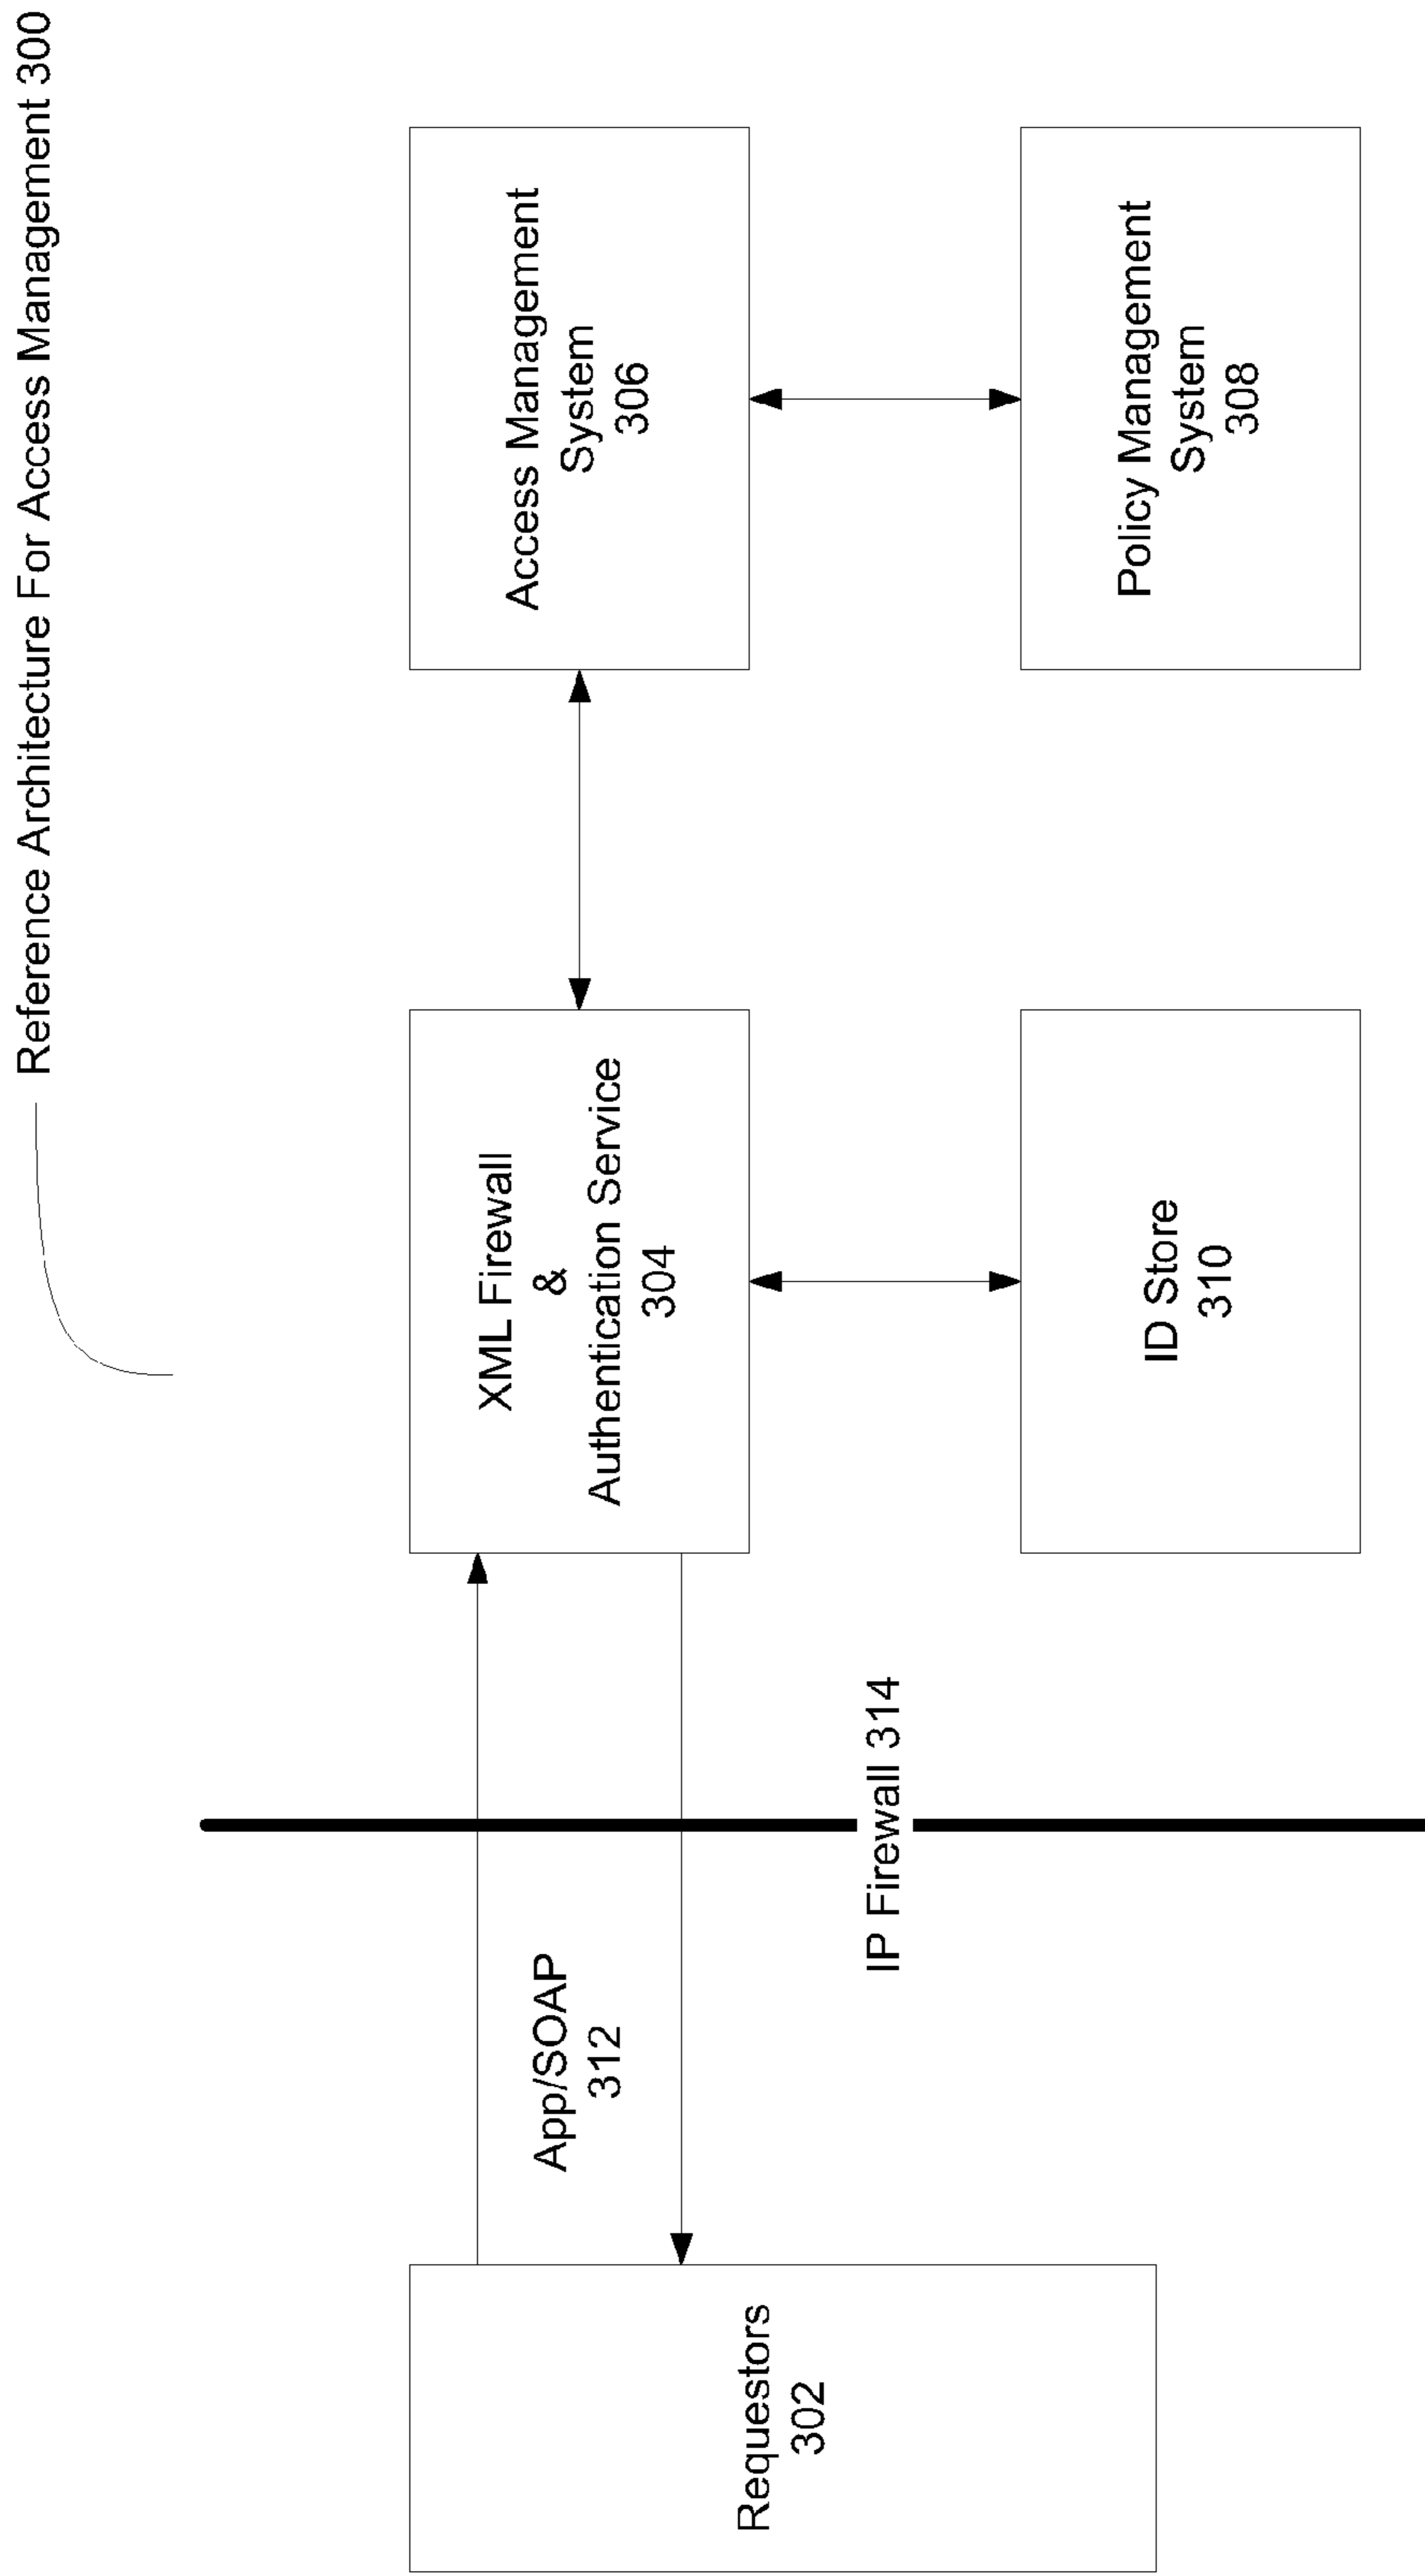 Reference Architecture For Access Management 300
Requestors
302
App/SOAP
312
IP Firewall 314
XML Firewall
&
Authentication Service
304
ID Store
310
Access Management
System
306
Policy Management
System
308